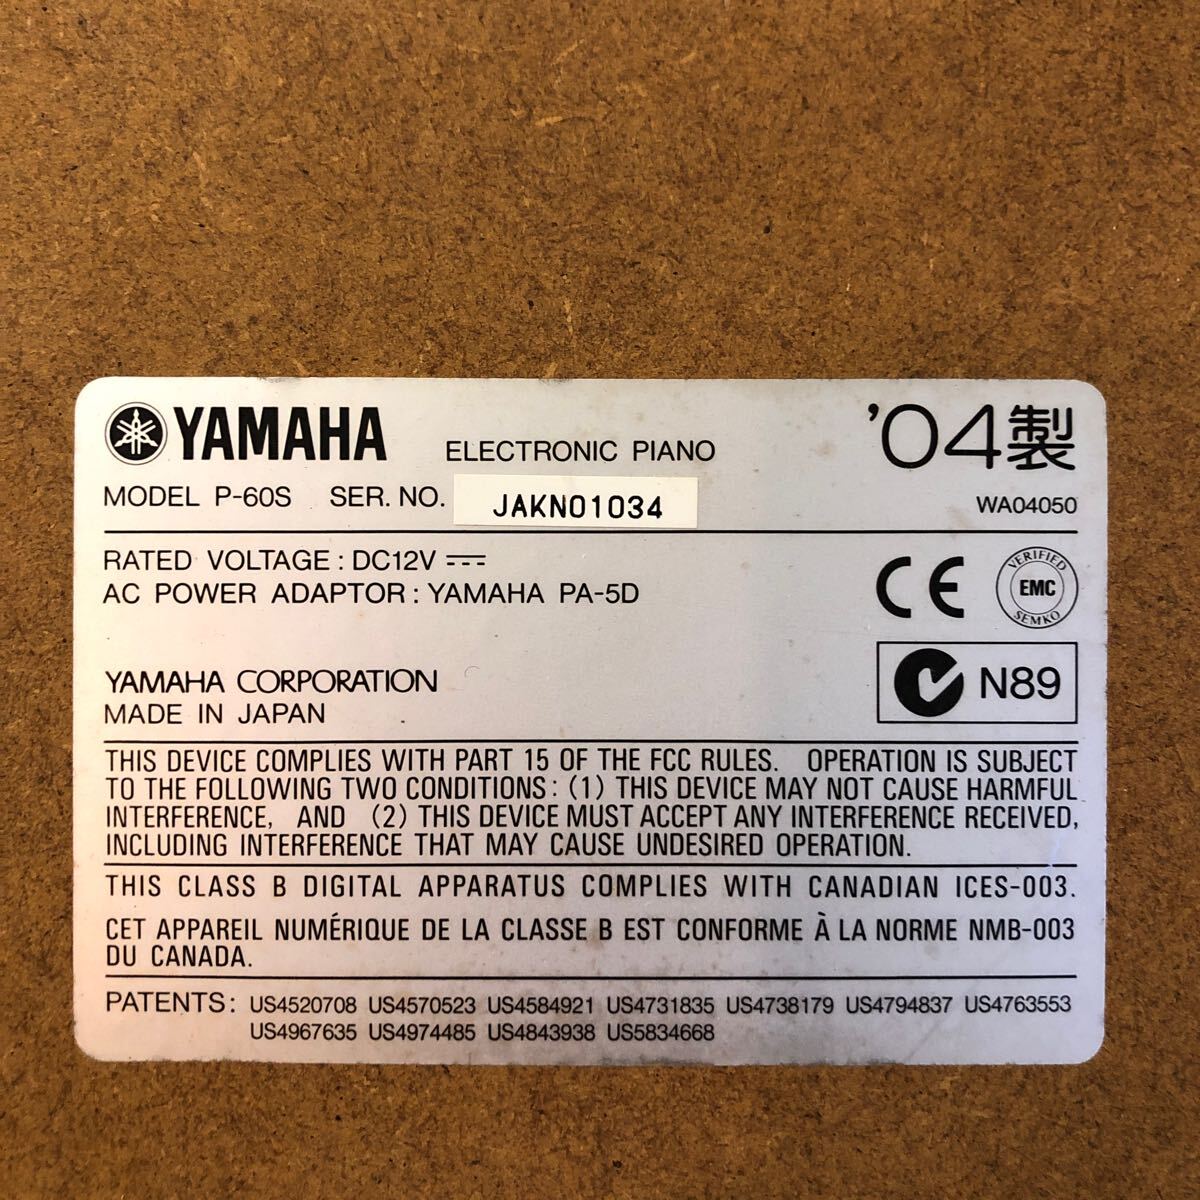 YAMAHA ELECTRONIC PIANO '04製
MODEL P-60S SER. NO. JAKN01034 WA04050
RATED VOLTAGE : DC12V
AC POWER ADAPTOR : YAMAHA PA-5D
CE
VERIFIED
EMC
SEMKO
N89
YAMAHA CORPORATION
MADE IN JAPAN
THIS DEVICE COMPLIES WITH PART 15 OF THE FCC RULES. OPERATION IS SUBJECT
TO THE FOLLOWING TWO CONDITIONS : (1) THIS DEVICE MAY NOT CAUSE HARMFUL
INTERFERENCE, AND (2) THIS DEVICE MUST ACCEPT ANY INTERFERENCE RECEIVED,
INCLUDING INTERFERENCE THAT MAY CAUSE UNDESIRED OPERATION.
THIS CLASS B DIGITAL APPARATUS COMPLIES WITH CANADIAN ICES-003.
CET APPAREIL NUMÉRIQUE DE LA CLASSE B EST CONFORME À LA NORME NMB-003
DU CANADA.
PATENTS : US4520708 US4570523 US4584921 US4731835 US4738179 US4794837 US4763553
US4967635 US4974485 US4843938 US5834668